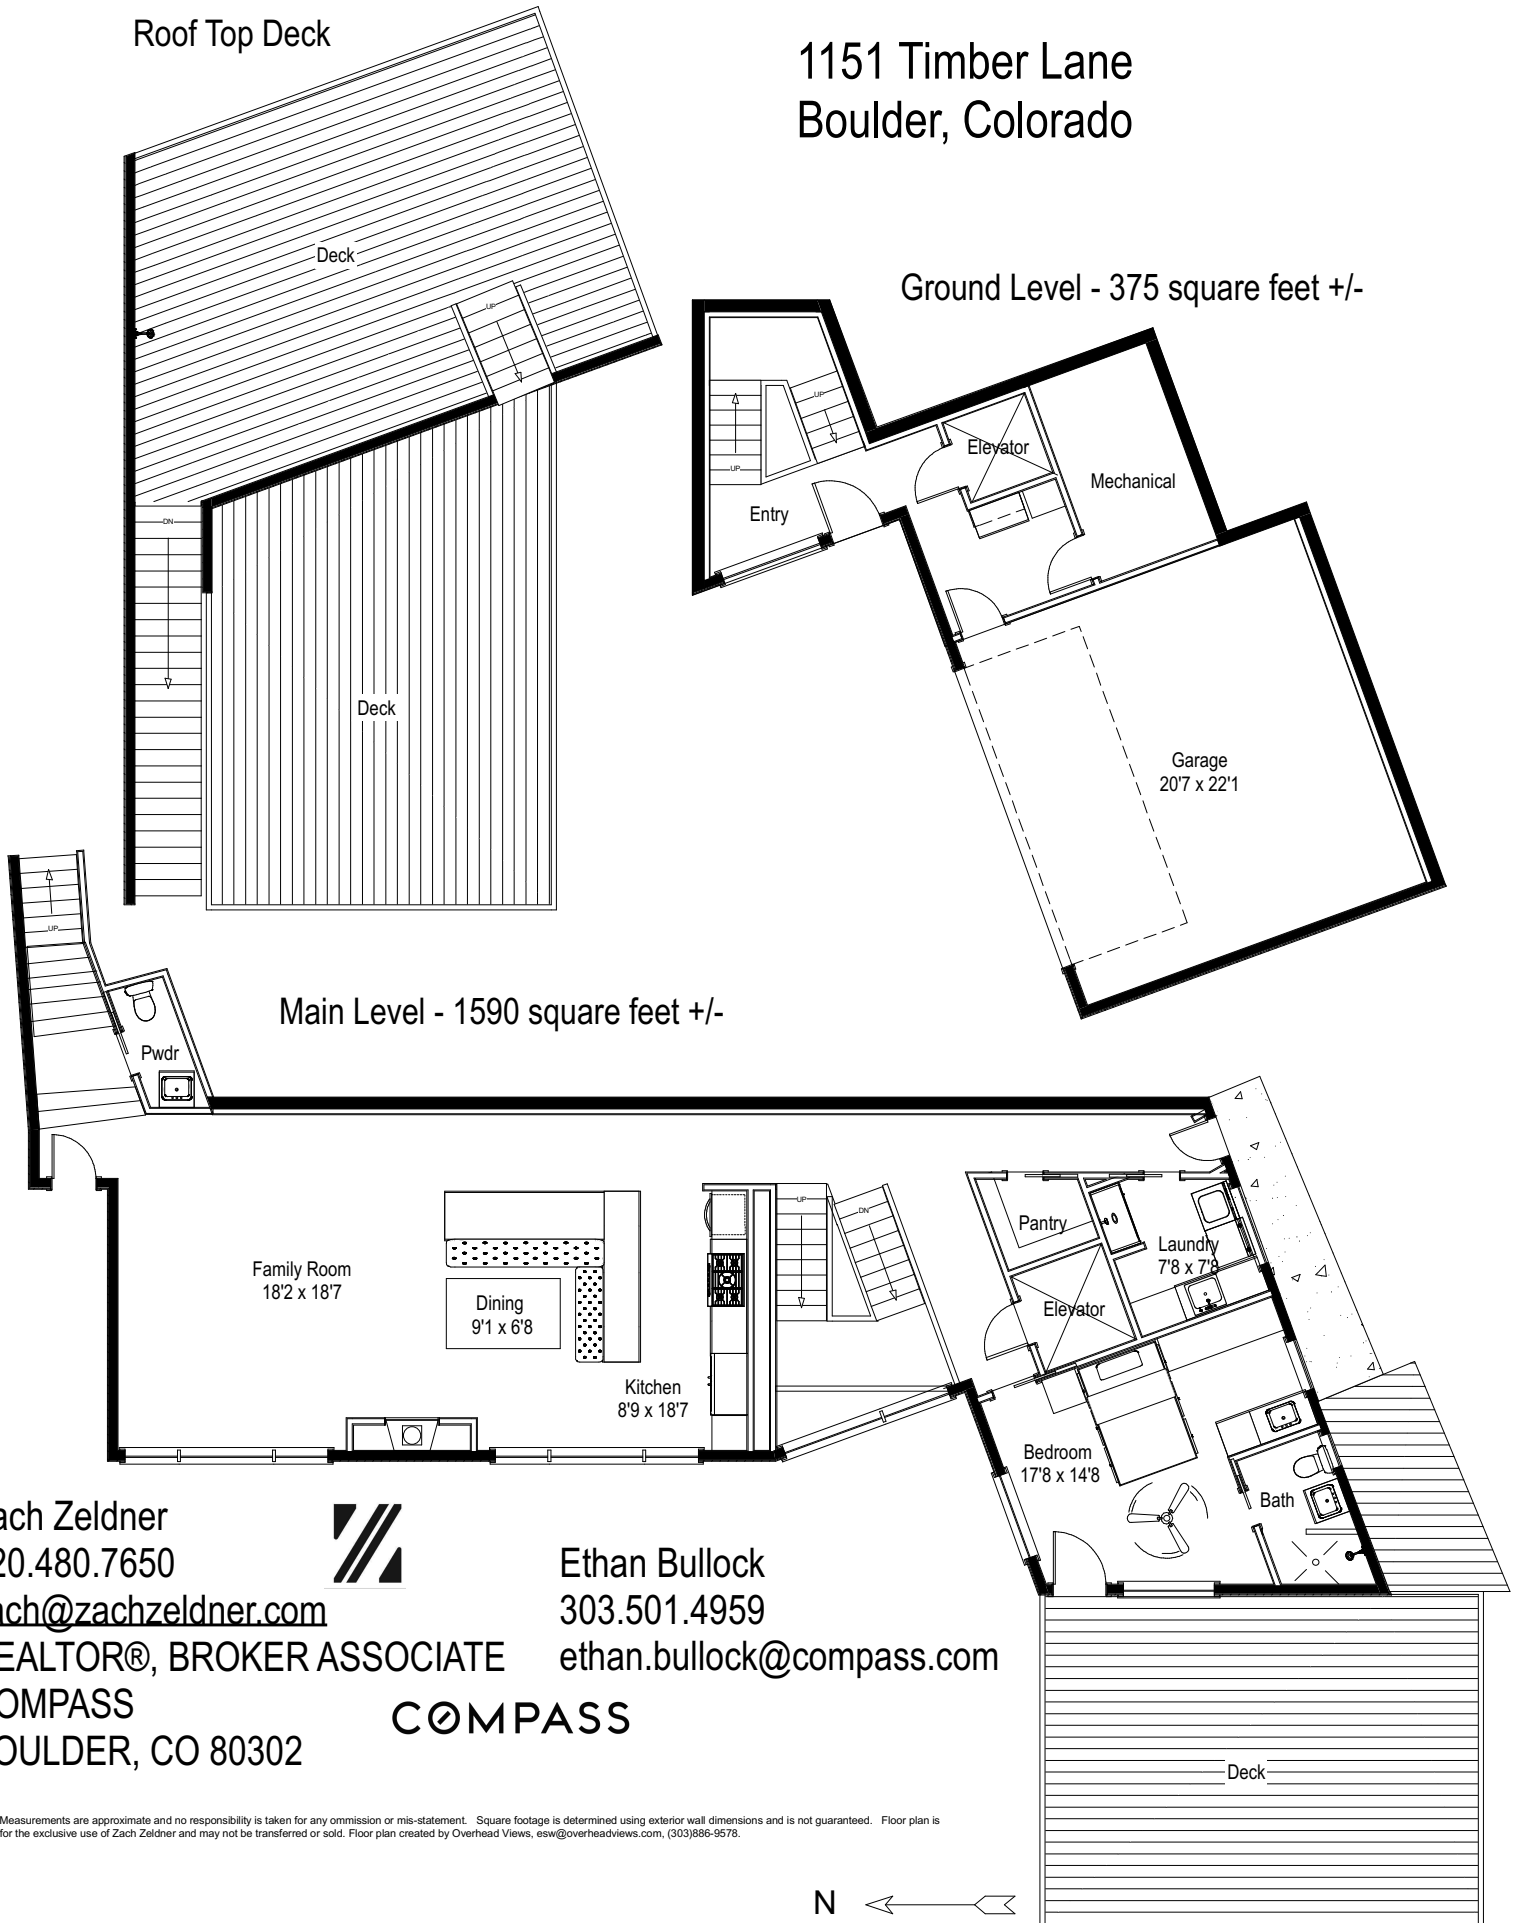 Roof Top Deck
1151 Timber Lane
Boulder, Colorado
Deck
UP
DN
Deck
Ground Level - 375 square feet +/-
UP
UP
Entry
Elevator
Mechanical
Garage
20'7 x 22'1
Main Level - 1590 square feet +/-
UP
Pwdr
Family Room
18'2 x 18'7
Dining
9'1 x 6'8
Kitchen
8'9 x 18'7
UP
DN
Pantry
Laundry
7'8 x 7'8
Elevator
Bedroom
17'8 x 14'8
Bath
Deck
ach Zeldner
20.480.7650
ach@zachzeldner.com
EALTOR®, BROKER ASSOCIATE
OMPASS
OULDER, CO 80302
Ethan Bullock
303.501.4959
ethan.bullock@compass.com
COMPASS
Measurements are approximate and no responsibility is taken for any ommission or mis-statement. Square footage is determined using exterior wall dimensions and is not guaranteed. Floor plan is
for the exclusive use of Zach Zeldner and may not be transferred or sold. Floor plan created by Overhead Views, esw@overheadviews.com, (303)886-9578.
N